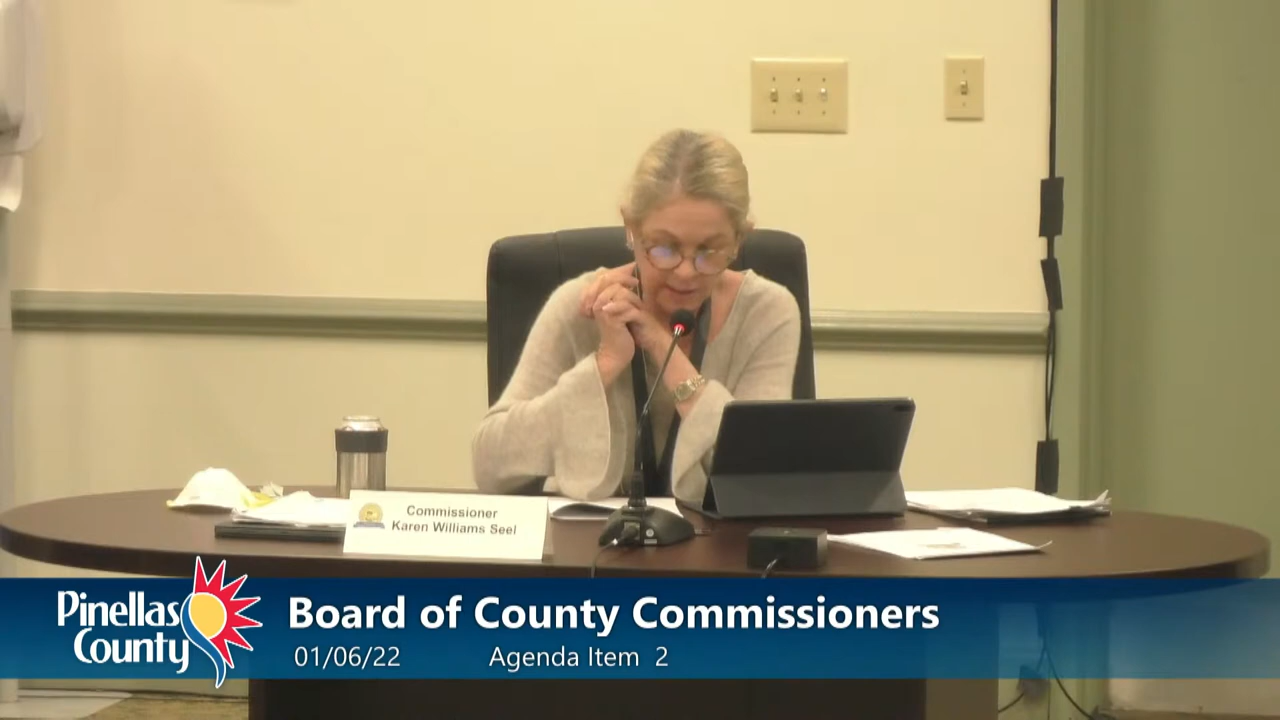 Commissioner
Karen Williams Seel
Pinellas
County
Board of County Commissioners
01/06/22 Agenda Item 2